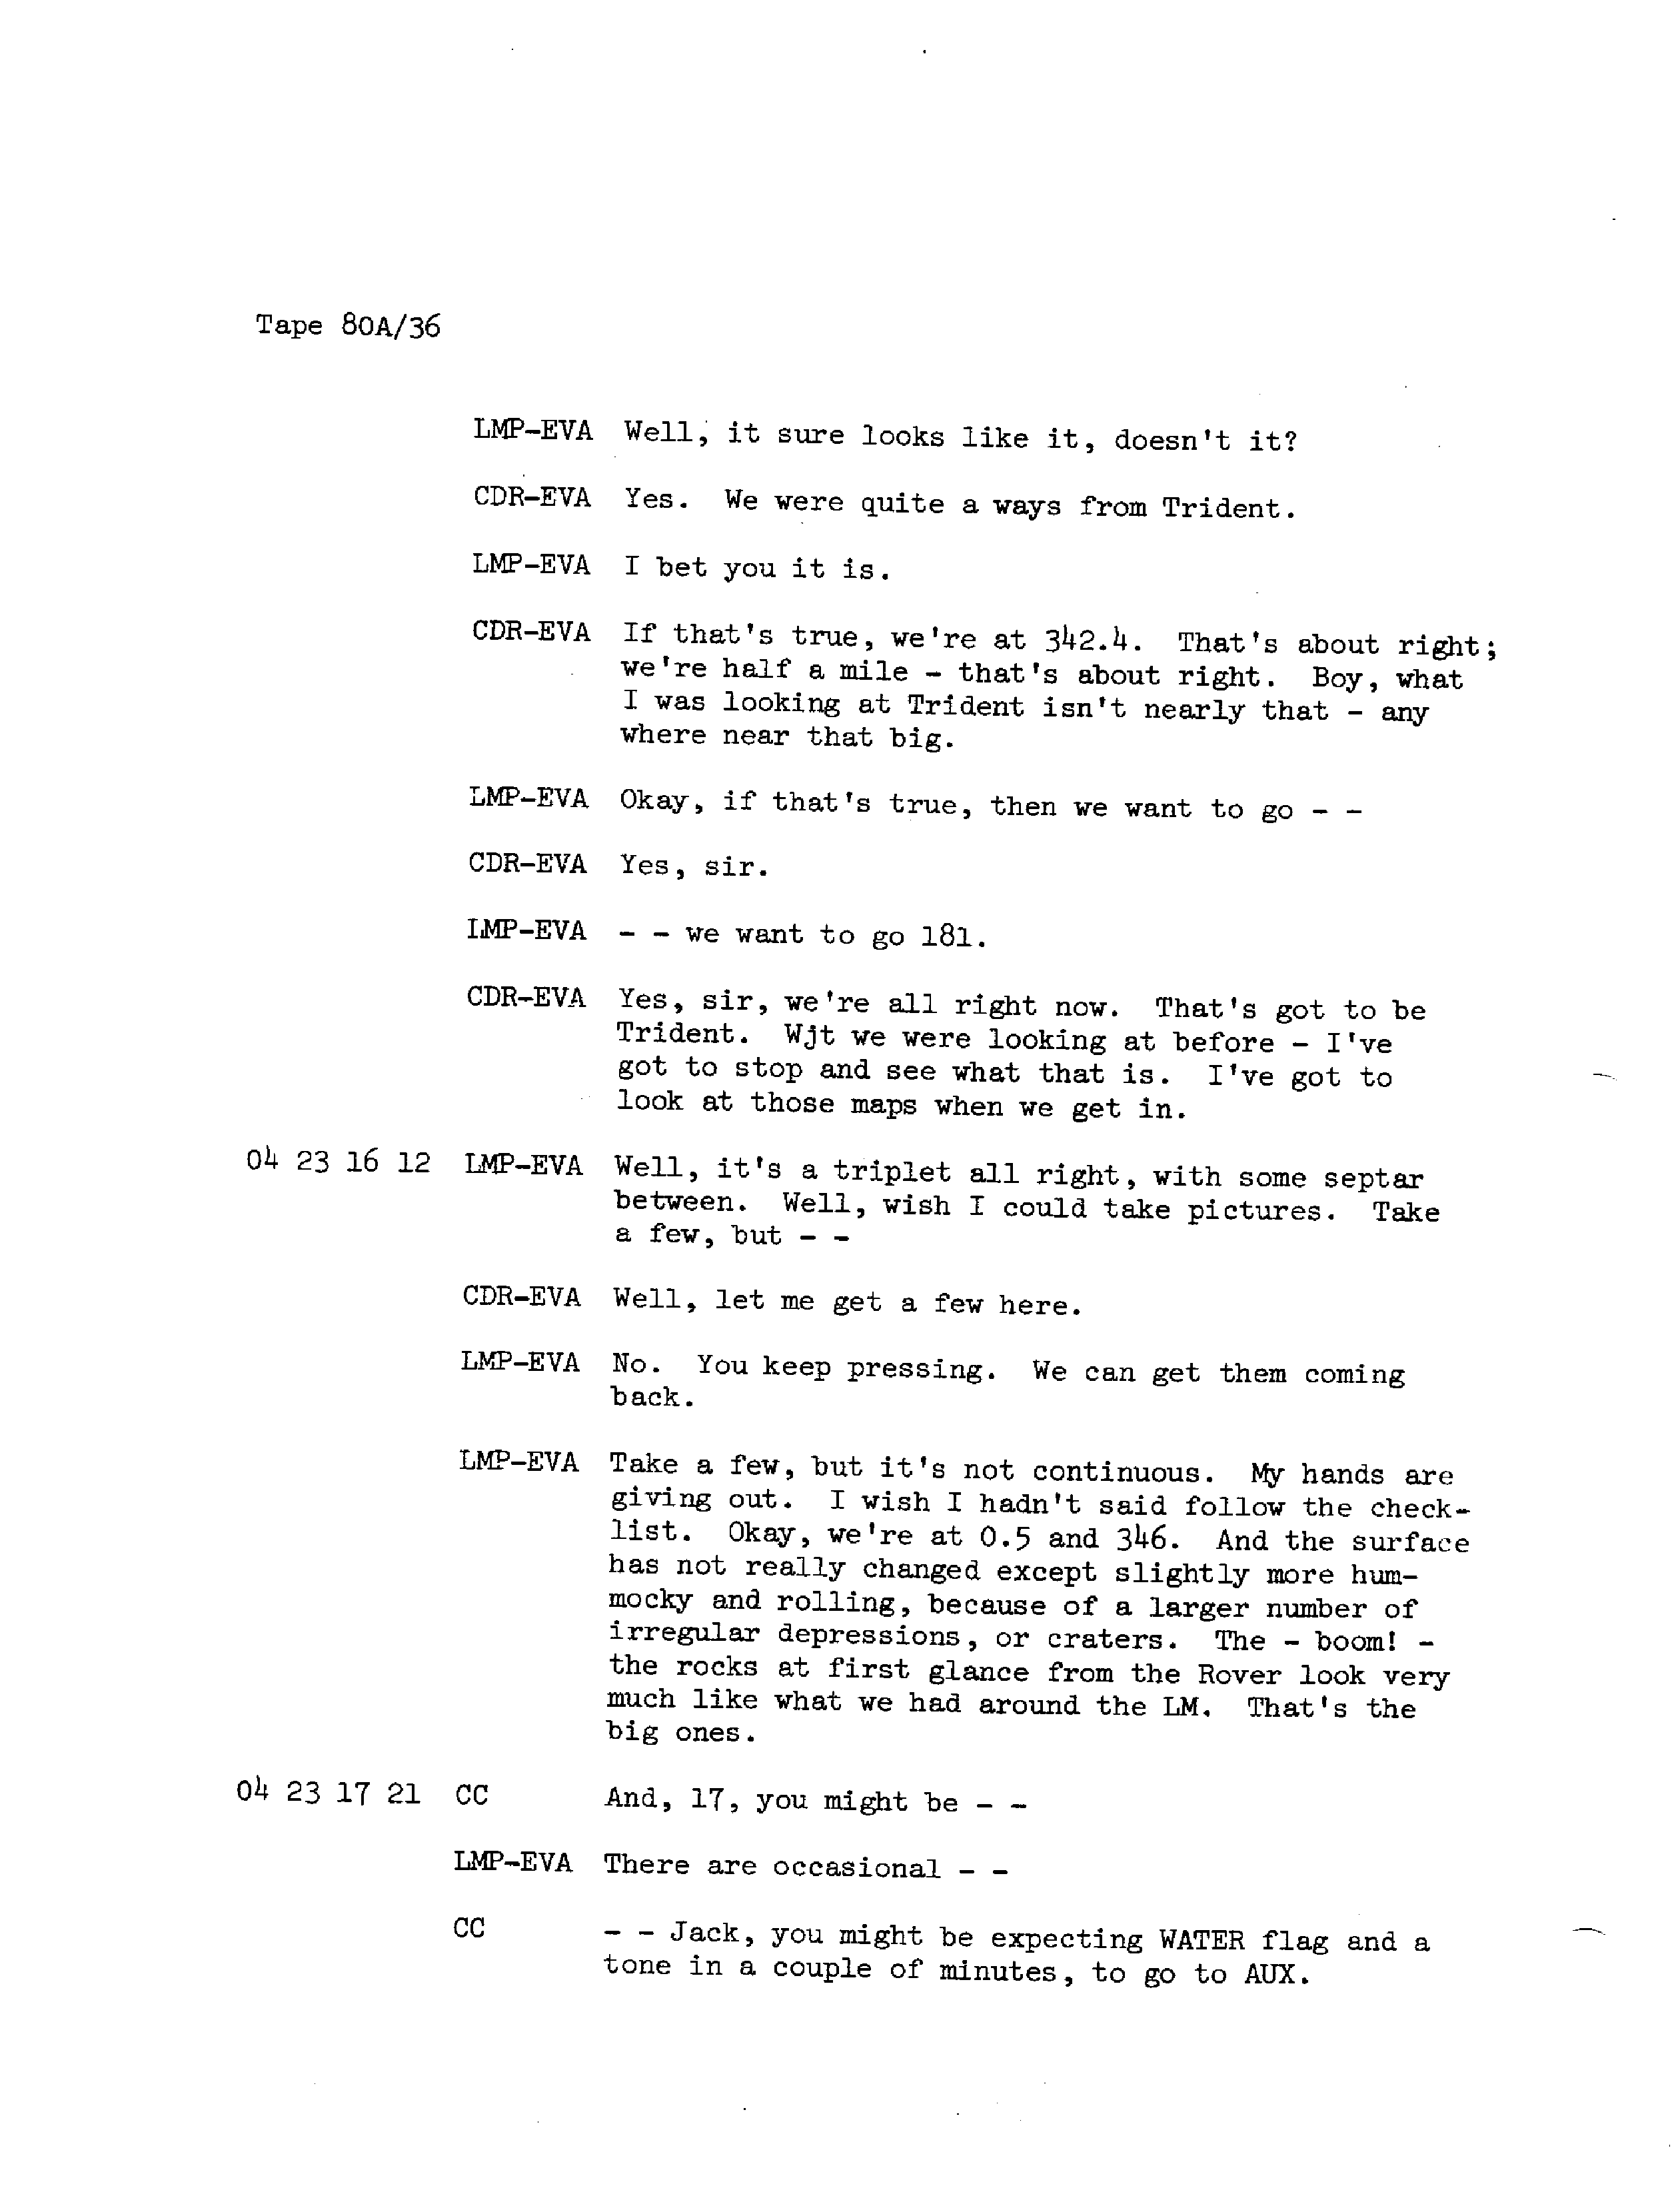 Tape 80A/36
LMP-EVA Well, it sure looks like it, doesn't it?
CDR-EVA Yes. We were quite a ways from Trident.
LMP-EVA I bet you it is.
CDR-EVA If that's true, we're at 342.4. That's about right;
we're half a mile - that's about right. Boy, what
I was looking at Trident isn't nearly that - any
where near that big.
LMP-EVA Okay, if that's true, then we want to go - -
CDR-EVA Yes, sir.
LMP-EVA - - we want to go 181.
CDR-EVA Yes, sir, we're all right now. That's got to be
Trident. Wjt we were looking at before - I've
got to stop and see what that is. I've got to
look at those maps when we get in.
04 23 16 12 LMP-EVA Well, it's a triplet all right, with some septar
between. Well, wish I could take pictures. Take
a few, but - -
CDR-EVA Well, let me get a few here.
LMP-EVA No. You keep pressing. We can get them coming
back.
LMP-EVA Take a few, but it's not continuous. My hands are
giving out. I wish I hadn't said follow the check-
list. Okay, we're at 0.5 and 346. And the surface
has not really changed except slightly more hum-
mocky and rolling, because of a larger number of
irregular depressions, or craters. The - boom! -
the rocks at first glance from the Rover look very
much like what we had around the LM. That's the
big ones.
04 23 17 21 CC And, 17, you might be - -
LMP-EVA There are occasional - -
CC - - Jack, you might be expecting WATER flag and a
tone in a couple of minutes, to go to AUX.